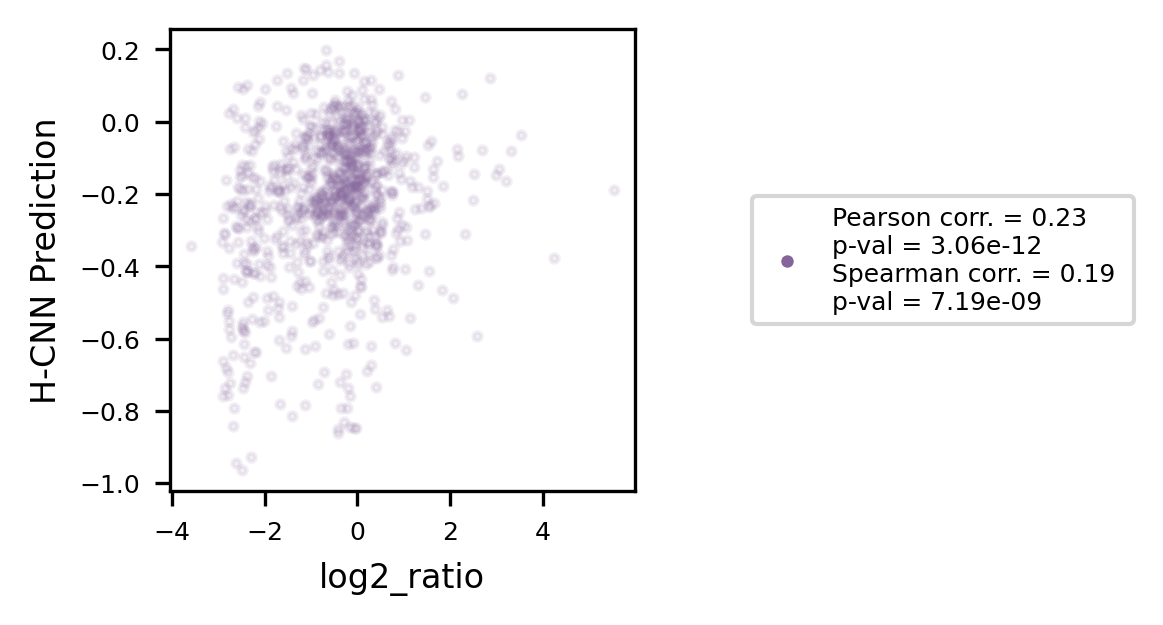 0.2
0.0
−0.2
−0.4
−0.6
−0.8
−1.0
H-CNN Prediction
−4
−2
0
2
4
log2_ratio
Pearson corr. = 0.23
p-val = 3.06e-12
Spearman corr. = 0.19
p-val = 7.19e-09